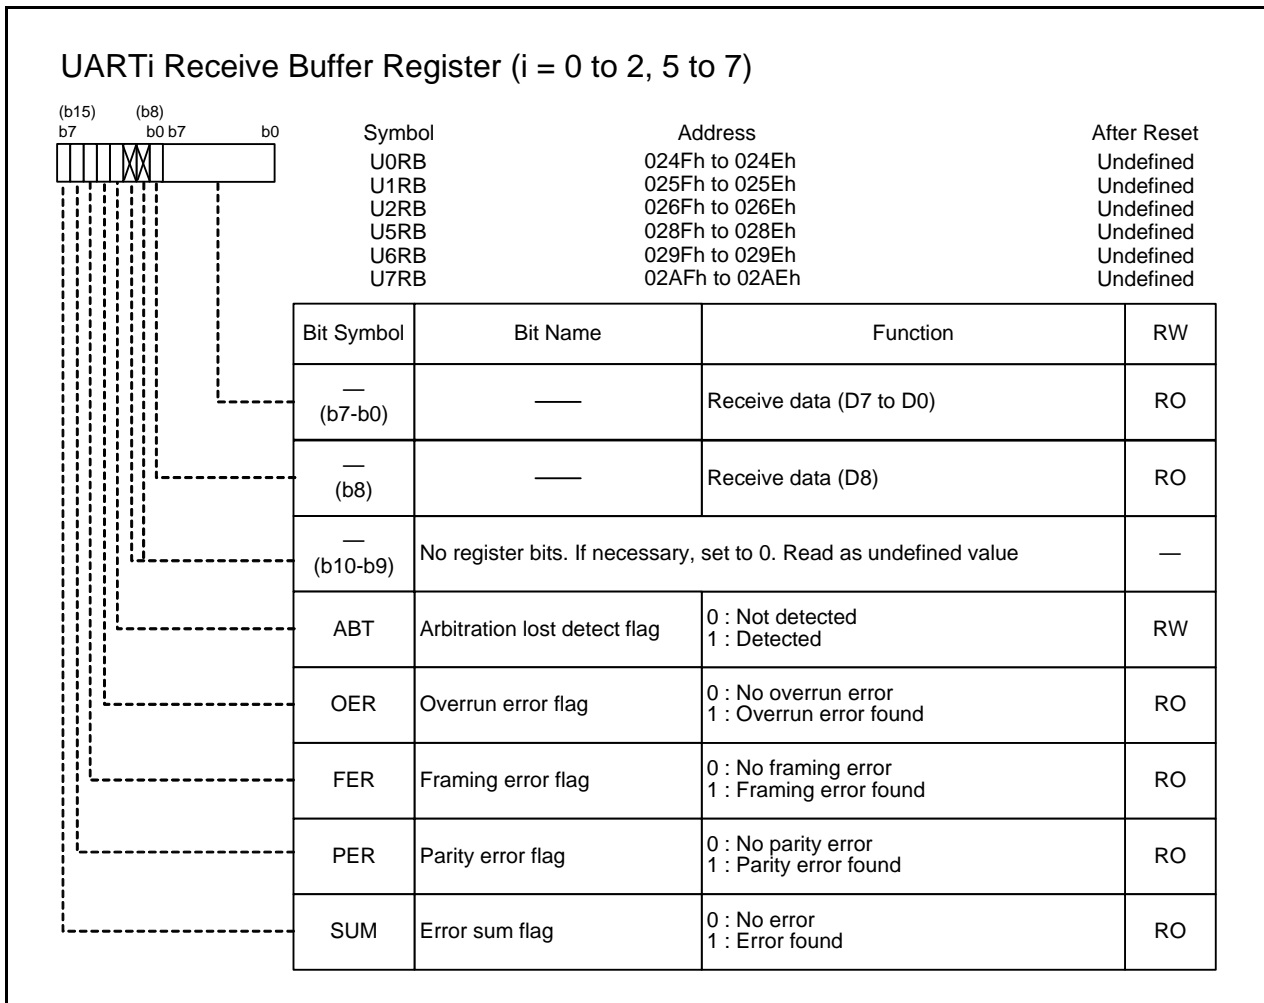 UARTi Receive Buffer Register (i = 0 to 2, 5 to 7)
(b15) (b8)
b7 b0 b7 b0
Symbol Address After Reset
U0RB 024Fh to 024Eh Undefined
U1RB 025Fh to 025Eh Undefined
U2RB 026Fh to 026Eh Undefined
U5RB 028Fh to 028Eh Undefined
U6RB 029Fh to 029Eh Undefined
U7RB 02AFh to 02AEh Undefined
Bit Symbol Bit Name Function RW
—
(b7-b0) —— Receive data (D7 to D0) RO
—
(b8) —— Receive data (D8) RO
—
(b10-b9) No register bits. If necessary, set to 0. Read as undefined value —
ABT Arbitration lost detect flag 0 : Not detected
1 : Detected RW
OER Overrun error flag 0 : No overrun error
1 : Overrun error found RO
FER Framing error flag 0 : No framing error
1 : Framing error found RO
PER Parity error flag 0 : No parity error
1 : Parity error found RO
SUM Error sum flag 0 : No error
1 : Error found RO